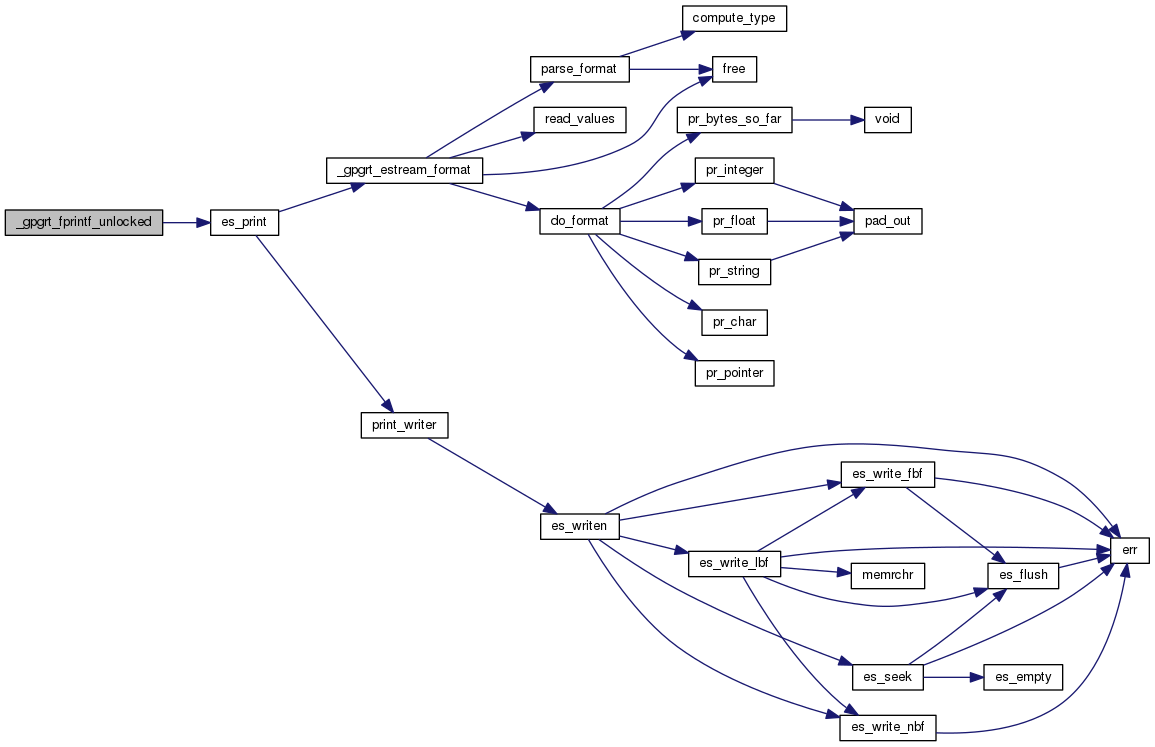 compute_type
parse_format
free
read_values
pr_bytes_so_far
void
_gpgrt_estream_format
pr_integer
_gpgrt_fprintf_unlocked
es_print
do_format
pr_float
pad_out
pr_string
pr_char
pr_pointer
print_writer
es_write_fbf
es_writen
err
es_write_lbf
memrchr
es_flush
es_seek
es_empty
es_write_nbf